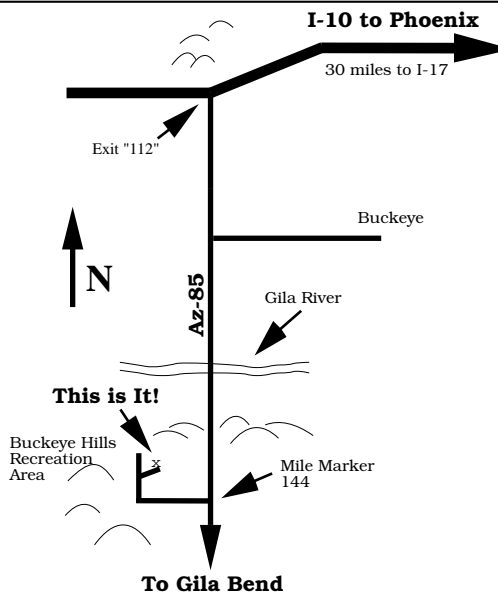 I-10 to Phoenix
30 miles to I-17
Exit "112"
Buckeye
N
Az-85
Gila River
This is It!
Buckeye Hills
Recreation
Area
x
Mile Marker
144
To Gila Bend